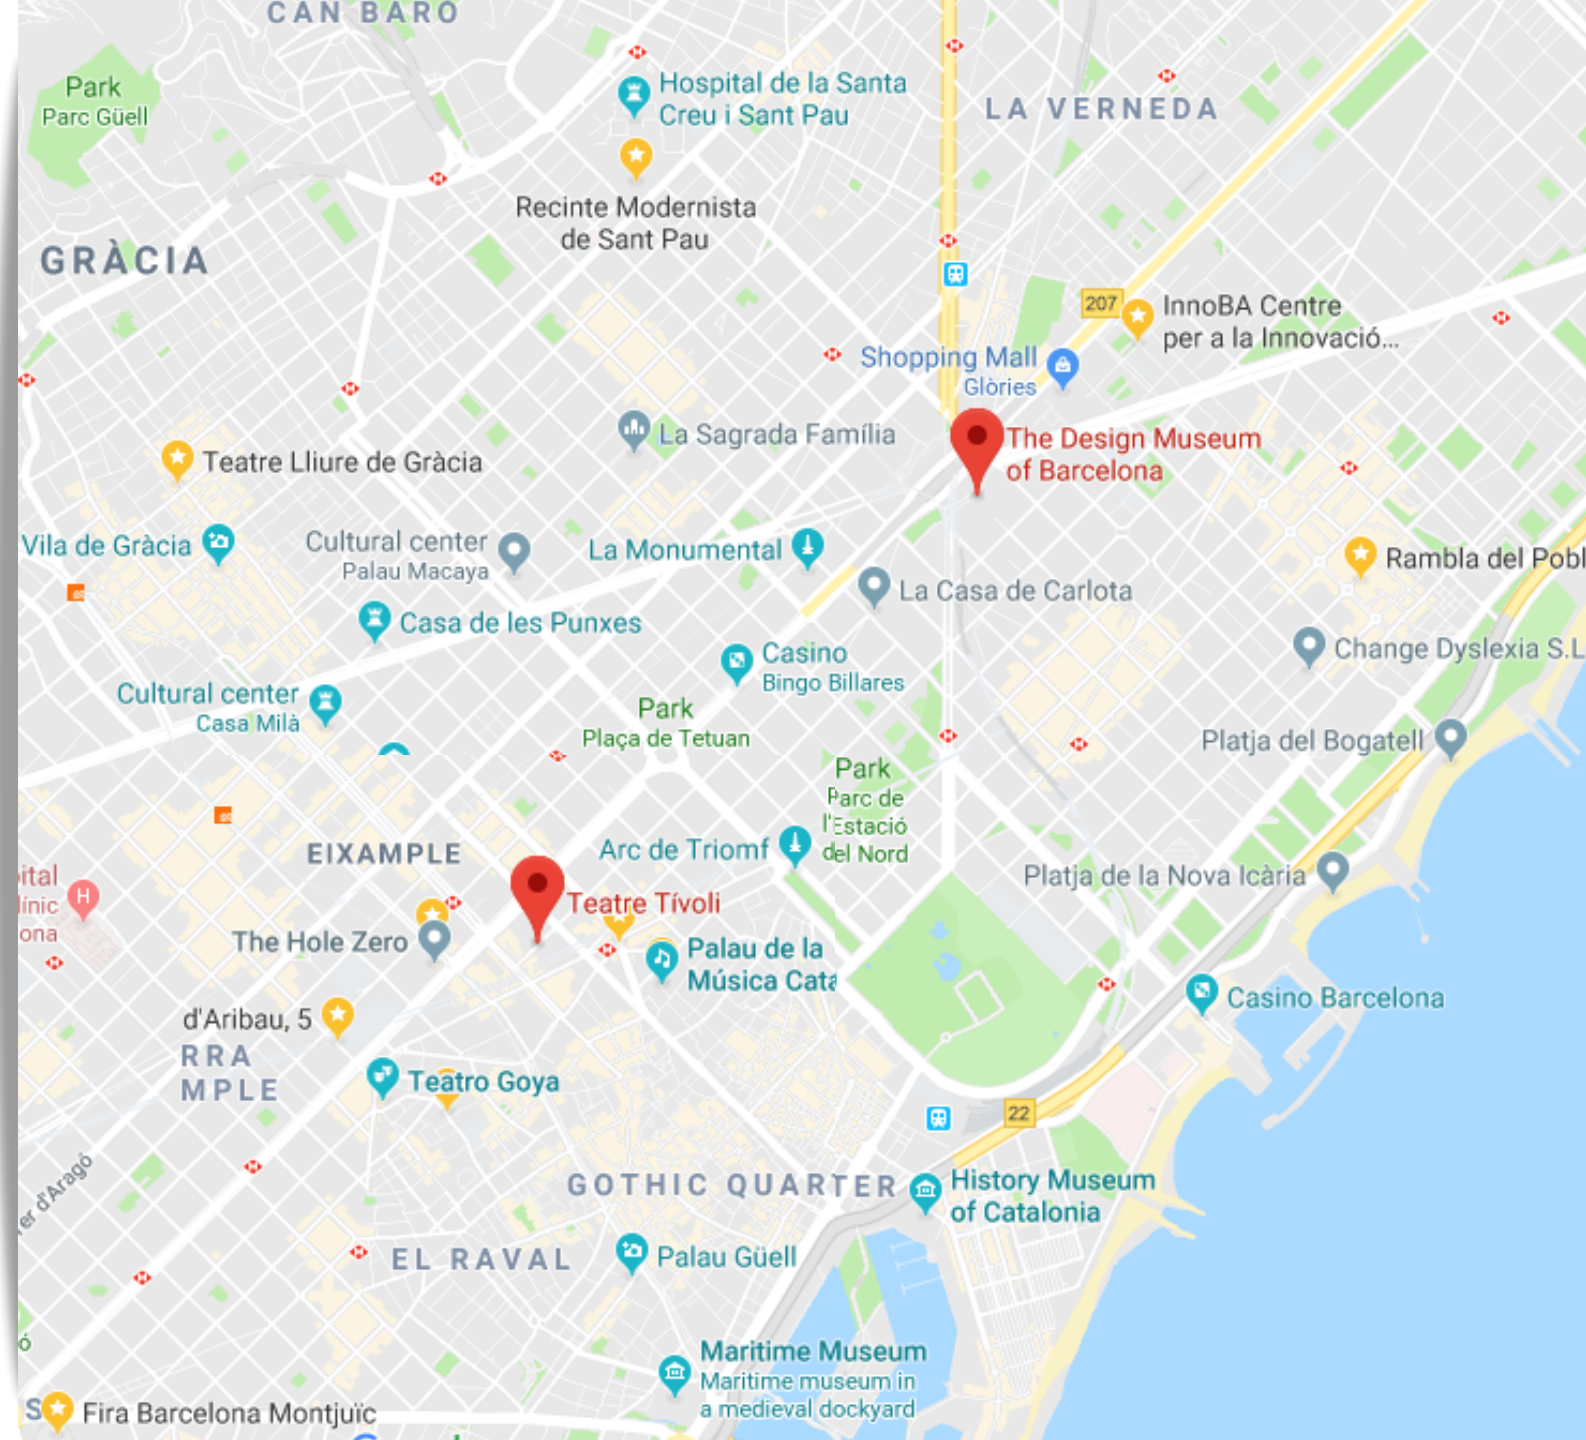 CAN BARÓ
Park
Parc Güell
Hospital de la Santa
Creu i Sant Pau
LA VERNEDA
Recinte Modernista
de Sant Pau
GRÀCIA
207
InnoBA Centre
per a la Innovació...
Shopping Mall
Glòries
La Sagrada Família
The Design Museum
of Barcelona
Teatre Lliure de Gràcia
Vila de Gràcia
Cultural center
Palau Macaya
La Monumental
Rambla del Pobl
La Casa de Carlota
Casa de les Punxes
Change Dyslexia S.L
Casino
Bingo Billares
Cultural center
Casa Milà
Park
Plaça de Tetuan
Platja del Bogatell
Park
Parc de
l'Estació
del Nord
EIXAMPLE
Arc de Triomf
Platja de la Nova Icària
ital
línic
ona
H
Teatre Tívoli
The Hole Zero
Palau de la
Música Cata
Casino Barcelona
d'Aribau, 5
RRA
MPLE
Teatro Goya
22
er d'Aragó
GOTHIC QUARTER
History Museum
of Catalonia
EL RAVAL
Palau Güell
Maritime Museum
Maritime museum in
a medieval dockyard
ó
S
Fira Barcelona Montjuïc